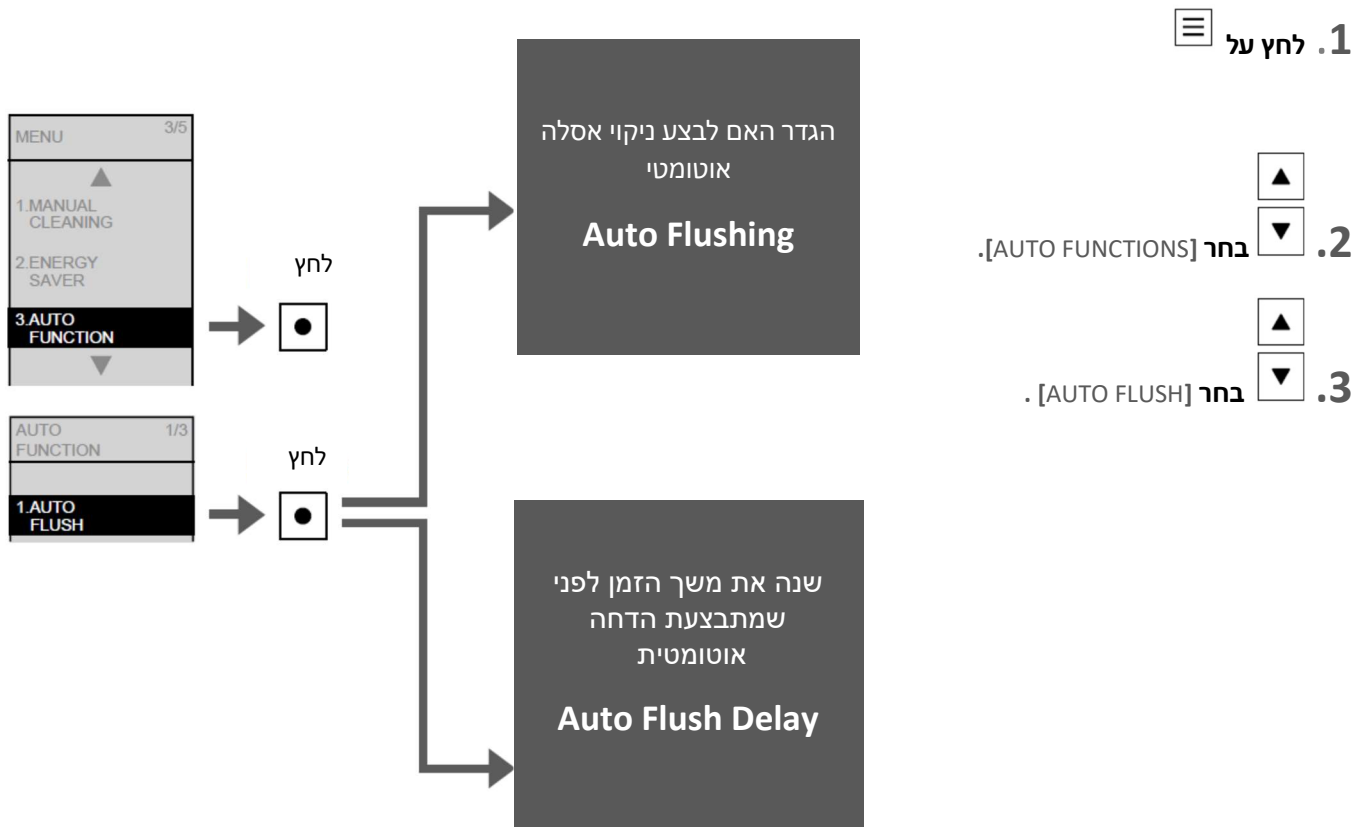 1. לחץ על
2. בחר [AUTO FUNCTIONS].
3. בחר [AUTO FLUSH] .
MENU 3/5
1.MANUAL
CLEANING
2.ENERGY
SAVER
3.AUTO
FUNCTION
לחץ
AUTO 1/3
FUNCTION
1.AUTO
FLUSH
לחץ
הגדר האם לבצע ניקוי אסלה
אוטומטי
Auto Flushing
שנה את משך הזמן לפני
שמתבצעת הדחה
אוטומטית
Auto Flush Delay